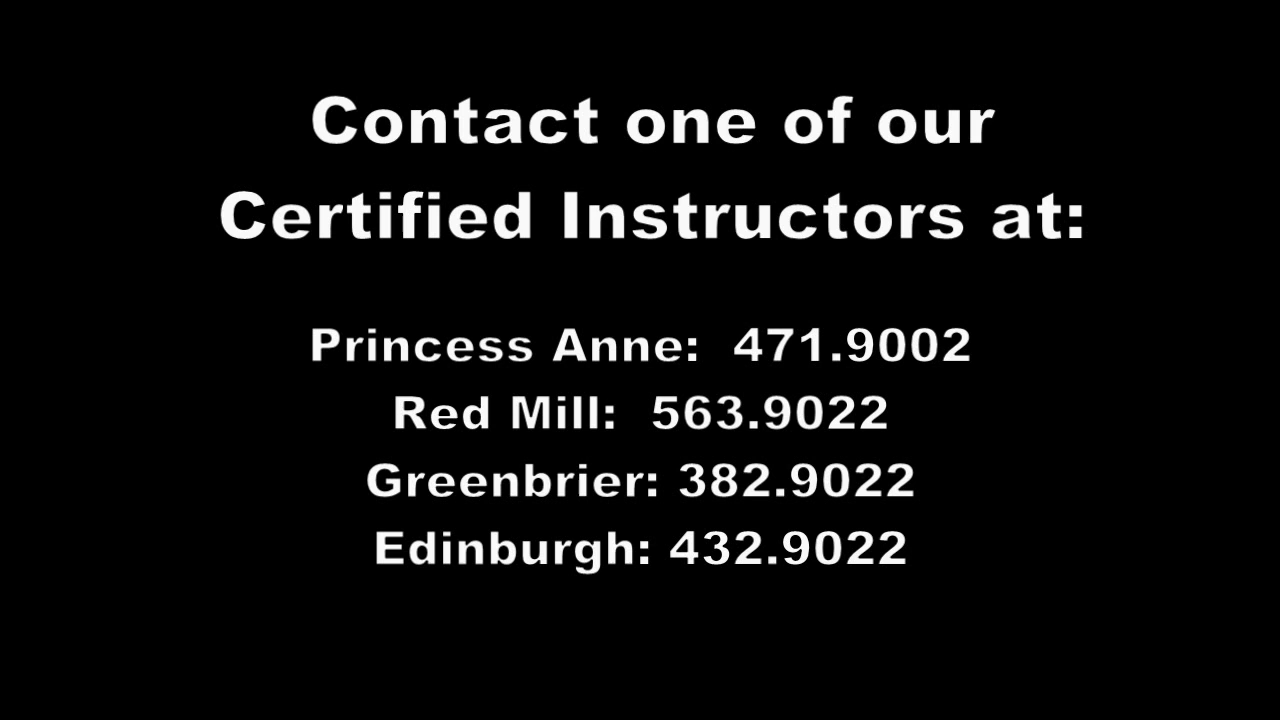 Contact one of our
Certified Instructors at:
Princess Anne:  471.9002
Red Mill:  563.9022
Greenbrier: 382.9022
Edinburgh: 432.9022